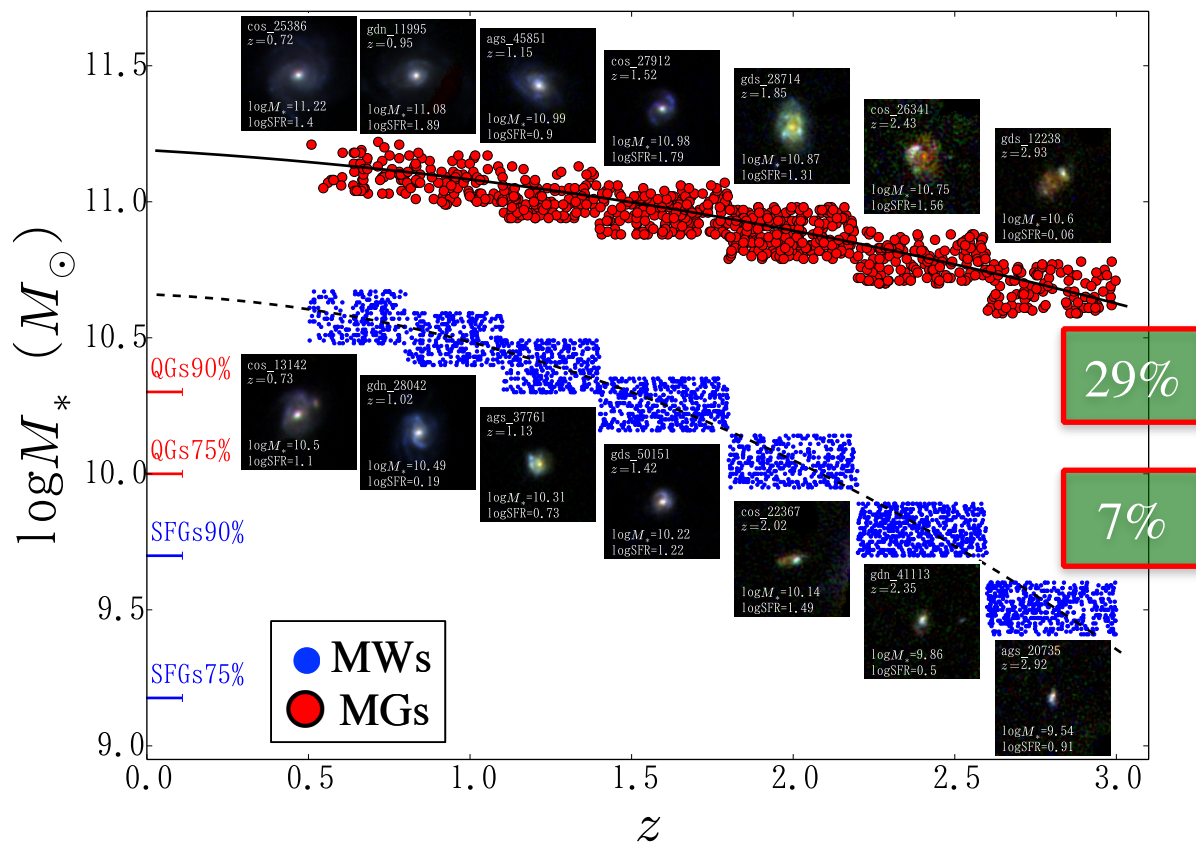 11.5
11.0
10.5
10.0
9.5
9.0
log M* (M⊙)
cos_25386
z=0.72
logM*=11.22
logSFR=1.4
gdn_11995
z=0.95
logM*=11.08
logSFR=1.89
ags_45851
z=1.15
logM*=10.99
logSFR=0.9
cos_27912
z=1.52
logM*=10.98
logSFR=1.79
gds_28714
z=1.85
logM*=10.87
logSFR=1.31
cos_26341
z=2.43
logM*=10.75
logSFR=1.56
gds_12238
z=2.93
logM*=10.6
logSFR=0.06
QGs90%
QGs75%
SFGs90%
SFGs75%
cos_13142
z=0.73
logM*=10.5
logSFR=1.1
gdn_28042
z=1.02
logM*=10.49
logSFR=0.19
ags_37761
z=1.13
logM*=10.31
logSFR=0.73
gds_50151
z=1.42
logM*=10.22
logSFR=1.22
cos_22367
z=2.02
logM*=10.14
logSFR=1.49
gdn_41113
z=2.35
logM*=9.86
logSFR=0.5
ags_20735
z=2.92
logM*=9.54
logSFR=0.91
29%
7%
MWs
MGs
0.0
0.5
1.0
1.5
2.0
2.5
3.0
z